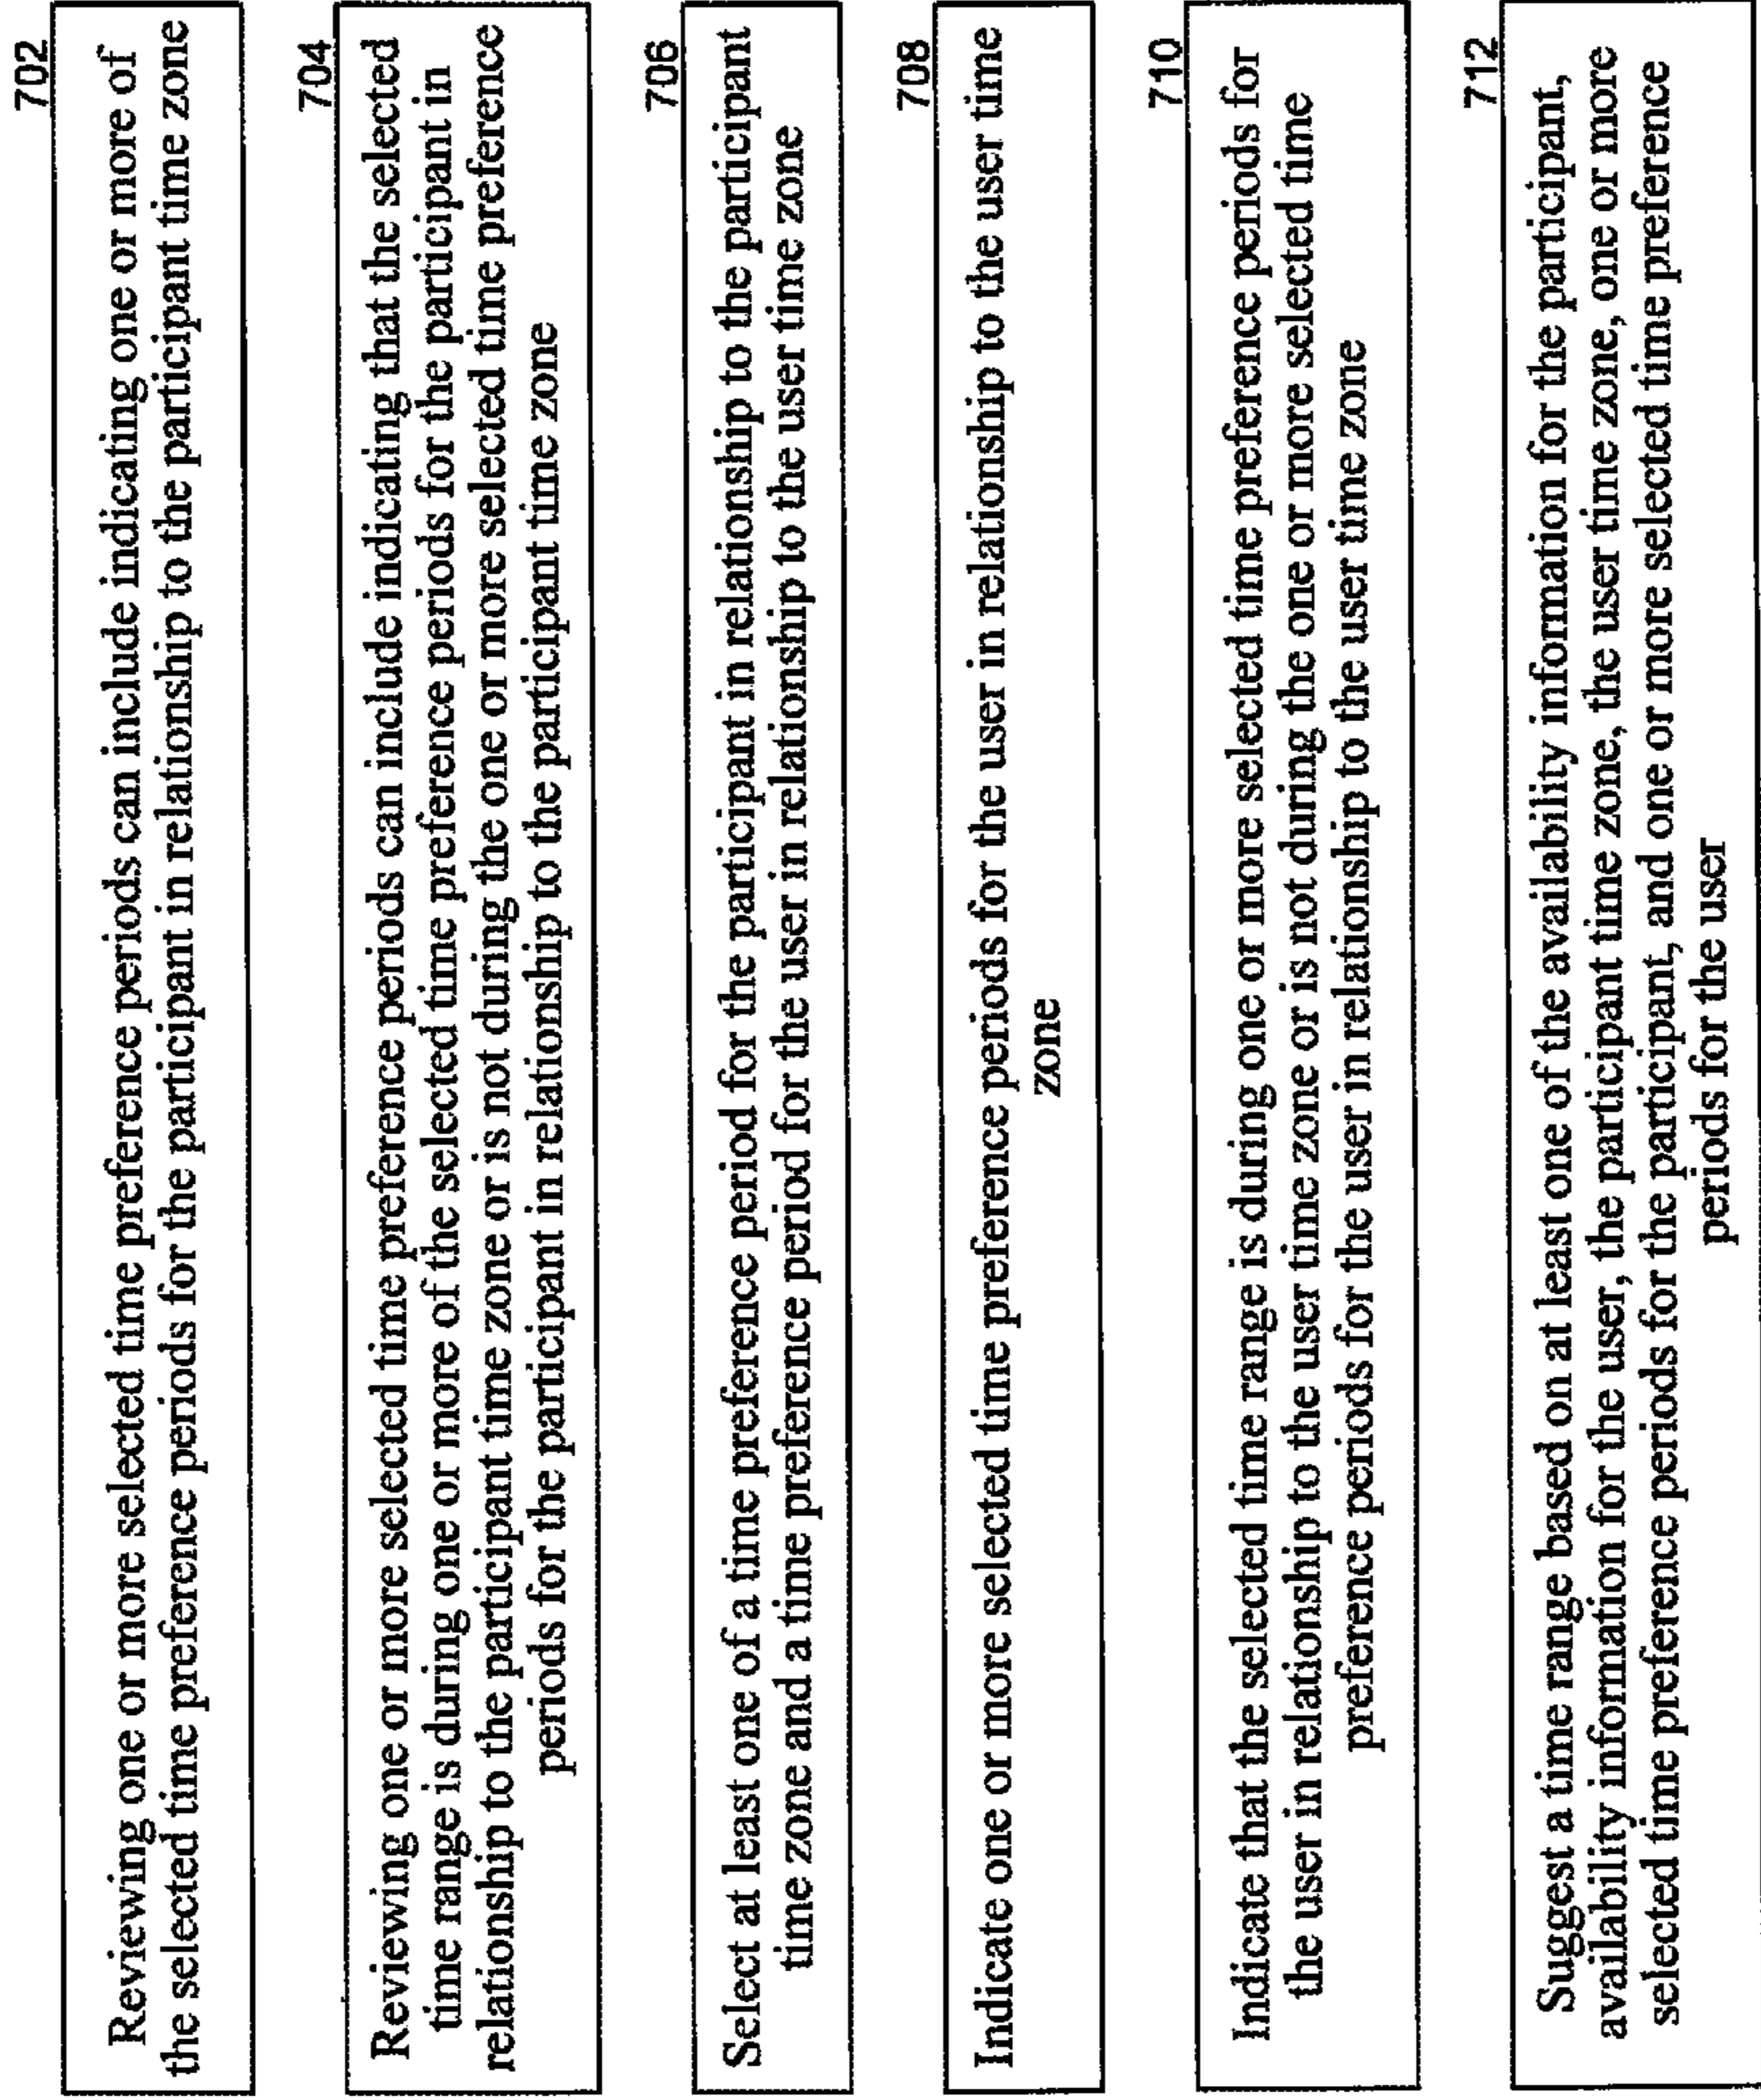 702
Reviewing one or more selected time preference periods can include indicating one or more of
the selected time preference periods for the participant in relationship to the participant time zone
704
Reviewing one or more selected time preference periods can include indicating that the selected
time range is during one or more of the selected time preference periods for the participant in
relationship to the participant time zone or is not during the one or more selected time preference
periods for the participant in relationship to the participant time zone
706
Select at least one of a time preference period for the participant in relationship to the participant
time zone and a time preference period for the user in relationship to the user time zone
708
Indicate one or more selected time preference periods for the user in relationship to the user time
zone
710
Indicate that the selected time range is during one or more selected time preference periods for
the user in relationship to the user time zone or is not during the one or more selected time
preference periods for the user in relationship to the user time zone
712
Suggest a time range based on at least one of the availability information for the participant,
availability information for the user, the participant time zone, the user time zone, one or more
selected time preference periods for the participant, and one or more selected time preference
periods for the user